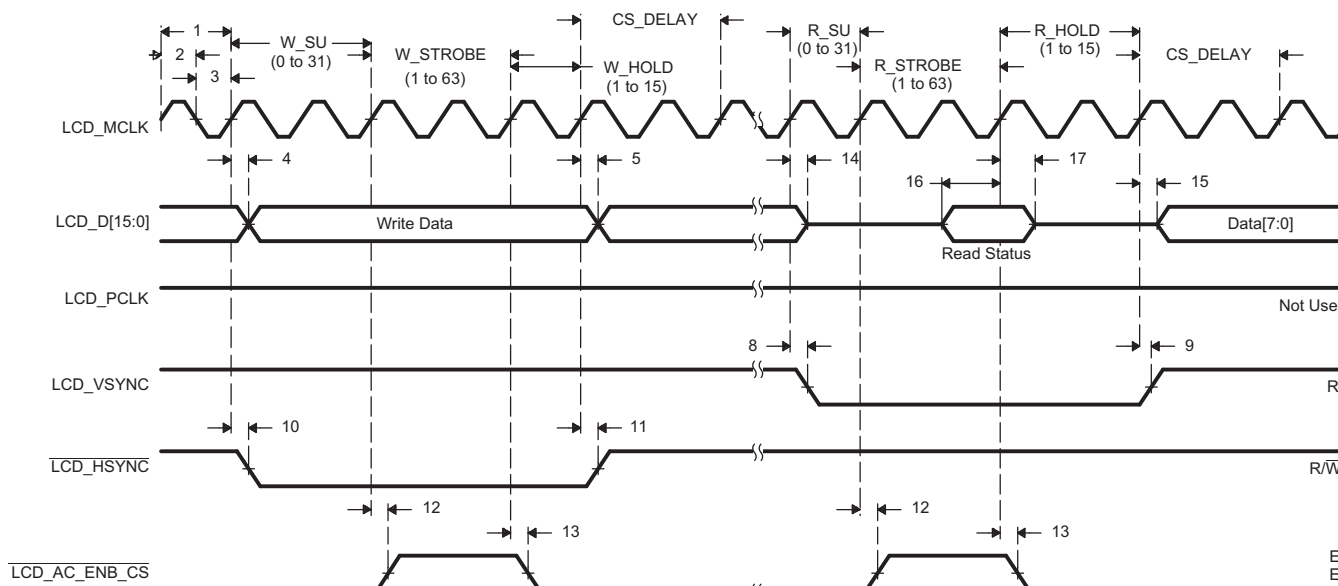 CS_DELAY
1
W_SU
(0 to 31)
2
3
W_STROBE
(1 to 63)
W_HOLD
(1 to 15)
R_SU
(0 to 31)
R_STROBE
(1 to 63)
R_HOLD
(1 to 15)
CS_DELAY
LCD_MCLK
4
5
14
17
16
15
LCD_D[15:0]
Write Data
Data[7:0]
Read Status
LCD_PCLK
Not Use
8
9
LCD_VSYNC
R
10
11
LCD_HSYNC
R/W
12
13
12
13
LCD_AC_ENB_CS
E
E